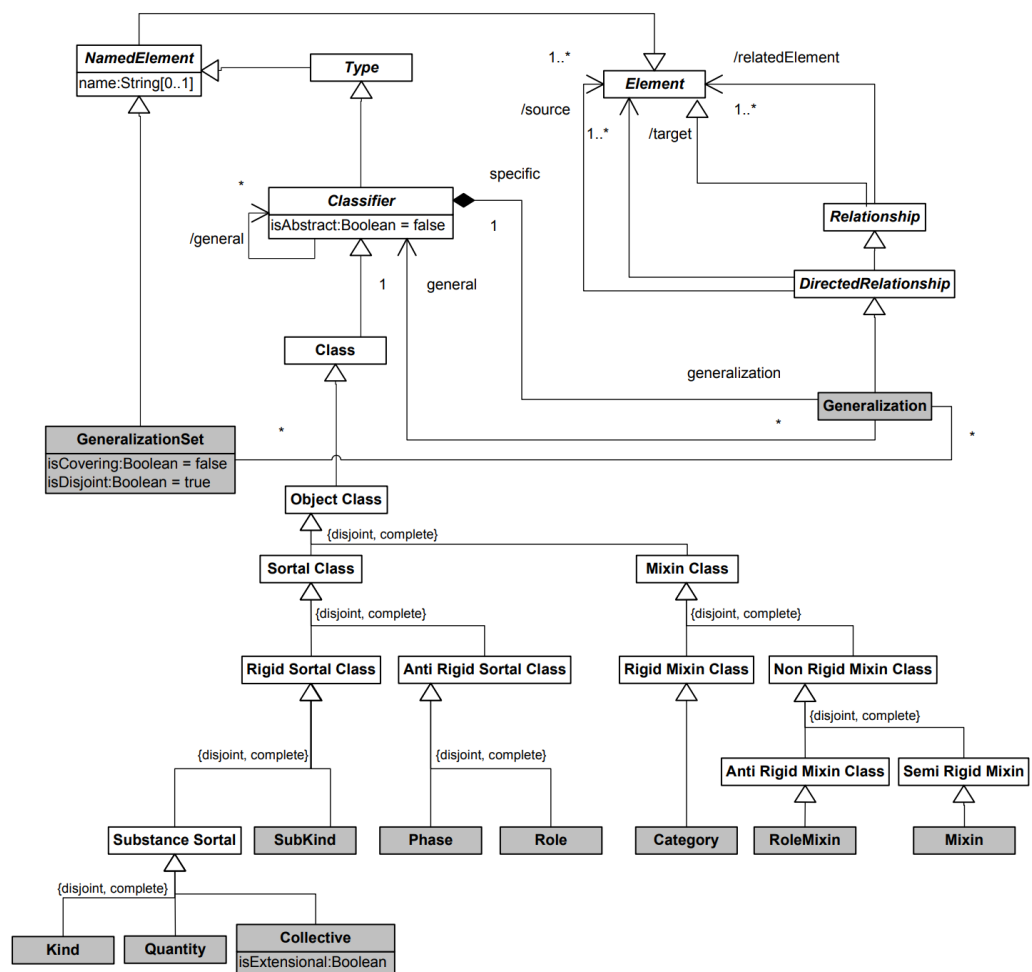 NamedElement
name:String[0..1]
Type
1..*
/relatedElement
Element
/source
1..*
/target
1..*
specific
*
Classifier
isAbstract:Boolean = false
1
/general
Relationship
1
general
DirectedRelationship
Class
generalization
Generalization
GeneralizationSet
isCovering:Boolean = false
isDisjoint:Boolean = true
*
*
*
Object Class
{disjoint, complete}
Sortal Class
Mixin Class
{disjoint, complete}
{disjoint, complete}
Rigid Sortal Class
Anti Rigid Sortal Class
Rigid Mixin Class
Non Rigid Mixin Class
{disjoint, complete}
{disjoint, complete}
{disjoint, complete}
Anti Rigid Mixin Class
Semi Rigid Mixin
Substance Sortal
SubKind
Phase
Role
Category
RoleMixin
Mixin
{disjoint, complete}
Kind
Quantity
Collective
isExtensional:Boolean